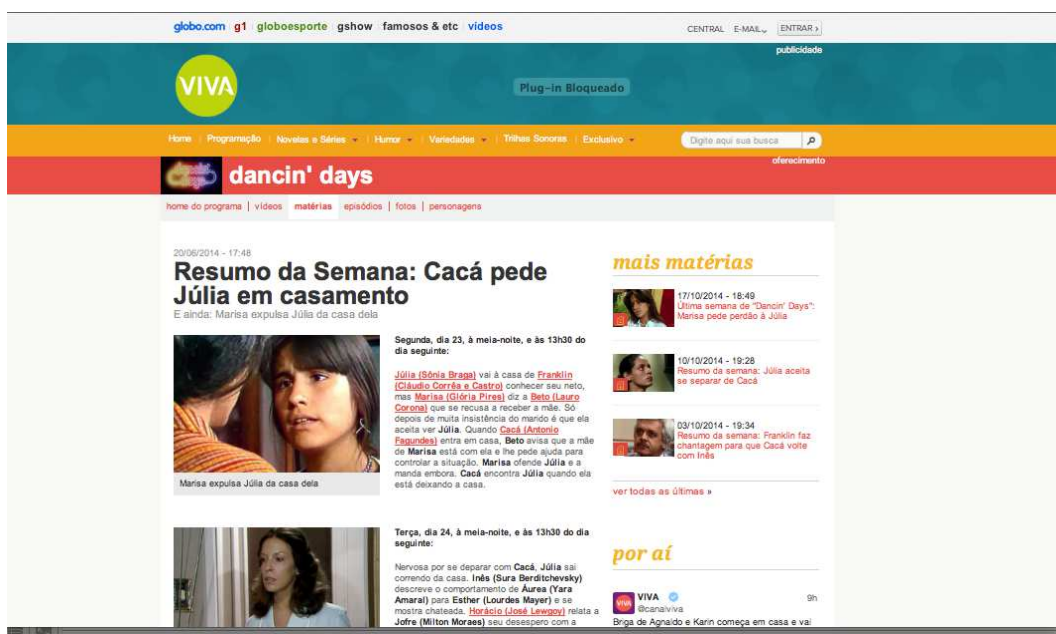 globo.com g1 globoesporte gshow famosos & etc vídeos
CENTRAL E-MAIL ENTRAR ›
publicidade
VIVA
Plug-in Bloqueado
Home Programação Novelas e Séries Humor Variedades Trilhas Sonoras Exclusivo
Digite aqui sua busca
oferecimento
dancin' days
home do programa | vídeos matérias episódios | fotos | personagens
20/06/2014 - 17:48
Resumo da Semana: Cacá pede
Júlia em casamento
E ainda: Marisa expulsa Júlia da casa dela
Marisa expulsa Júlia da casa dela
Segunda, dia 23, à meia-noite, e às 13h30 do
dia seguinte:
Júlia (Sônia Braga) vai à casa de Franklin
(Cláudio Corrêa e Castro) conhecer seu neto,
mas Marisa (Glória Pires) diz a Beto (Lauro
Corona) que se recusa a receber a mãe. Só
depois de muita insistência do marido é que ela
aceita ver Júlia. Quando Cacá (Antonio
Fagundes) entra em casa, Beto avisa que a mãe
de Marisa está com ela e lhe pede ajuda para
controlar a situação. Marisa ofende Júlia e a
manda embora. Cacá encontra Júlia quando ela
está deixando a casa.
Terça, dia 24, à meia-noite, e às 13h30 do dia
seguinte:
Nervosa por se deparar com Cacá, Júlia sai
correndo da casa. Inês (Sura Berditchevsky)
descreve o comportamento de Áurea (Yara
Amaral) para Esther (Lourdes Mayer) e se
mostra chateada. Horácio (José Lewgoy) relata a
Jofre (Milton Moraes) seu desespero com a
mais matérias
17/10/2014 - 18:49
Última semana de "Dancin' Days":
Marisa pede perdão à Júlia
10/10/2014 - 19:28
Resumo da semana: Júlia aceita
se separar de Cacá
03/10/2014 - 19:34
Resumo da semana: Franklin faz
chantagem para que Cacá volte
com Inês
ver todas as últimas »
por aí
VIVA
VIVA 9h
@canalviva
Briga de Agnaldo e Karin começa em casa e vai